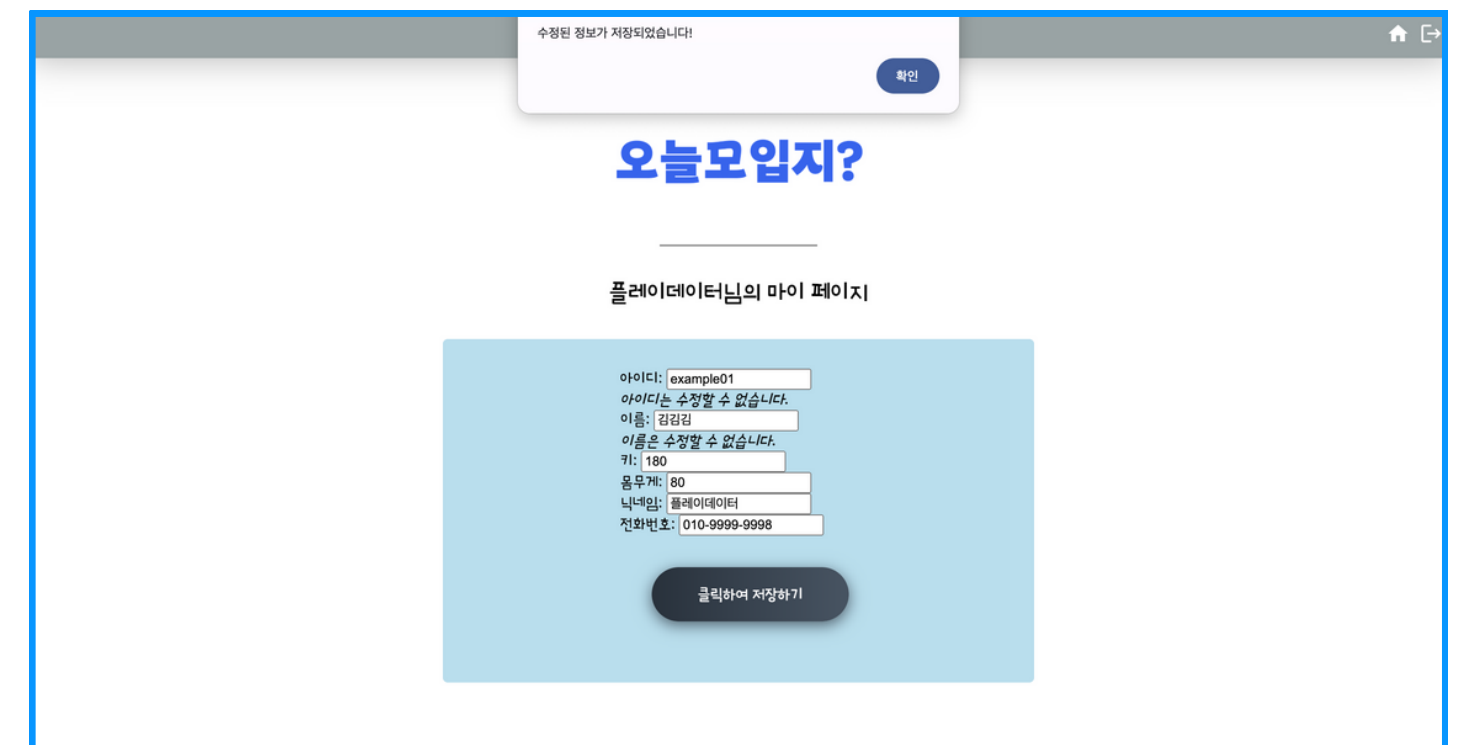 수정된 정보가 저장되었습니다!
확인
오늘모입지?
플레이데이터님의 마이 페이지
아이디: example01
아이디는 수정할 수 없습니다.
이름: 김김김
이름은 수정할 수 없습니다.
키: 180
몸무게: 80
닉네임: 플레이데이터
전화번호: 010-9999-9998
클릭하여 저장하기